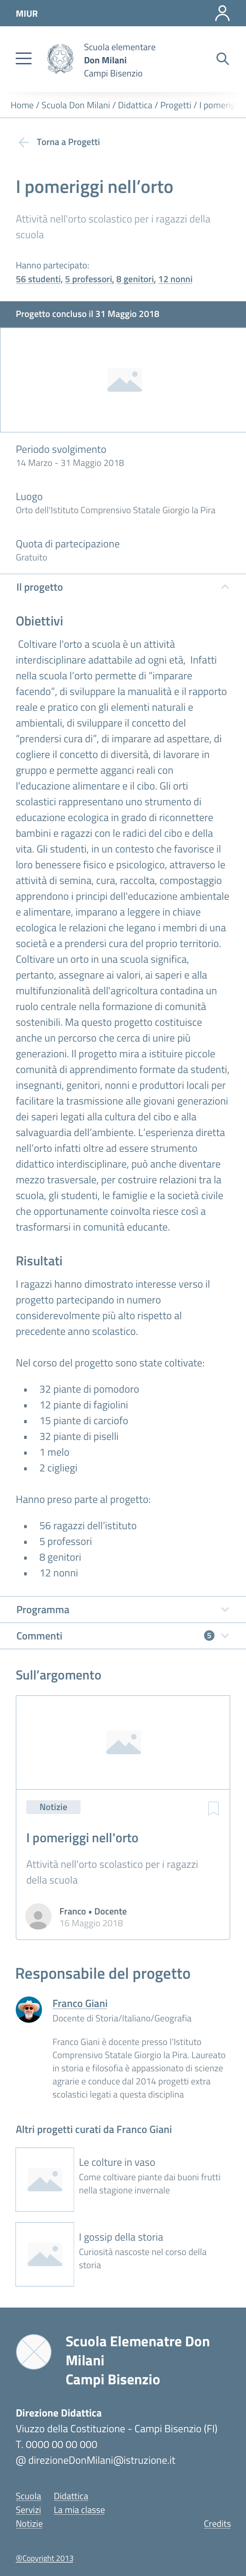 MIUR
Scuola elementare
Don Milani
Campi Bisenzio
Home / Scuola Don Milani / Didattica / Progetti / I pomerig
Torna a Progetti
I pomeriggi nell'orto
Attività nell'orto scolastico per i ragazzi della
scuola
Hanno partecipato:
56 studenti, 5 professori, 8 genitori, 12 nonni
Progetto concluso il 31 Maggio 2018
Periodo svolgimento
14 Marzo - 31 Maggio 2018
Luogo
Orto dell'Istituto Comprensivo Statale Giorgio la Pira
Quota di partecipazione
Gratuito
Il progetto
Obiettivi
Coltivare l'orto a scuola è un attività
interdisciplinare adattabile ad ogni età, Infatti
nella scuola l'orto permette di "imparare
facendo", di sviluppare la manualità e il rapporto
reale e pratico con gli elementi naturali e
ambientali, di sviluppare il concetto del
"prendersi cura di", di imparare ad aspettare, di
cogliere il concetto di diversità, di lavorare in
gruppo e permette agganci reali con
l'educazione alimentare e il cibo. Gli orti
scolastici rappresentano uno strumento di
educazione ecologica in grado di riconnettere
bambini e ragazzi con le radici del cibo e della
vita. Gli studenti, in un contesto che favorisce il
loro benessere fisico e psicologico, attraverso le
attività di semina, cura, raccolta, compostaggio
apprendono i principi dell'educazione ambientale
e alimentare, imparano a leggere in chiave
ecologica le relazioni che legano i membri di una
società e a prendersi cura del proprio territorio.
Coltivare un orto in una scuola significa,
pertanto, assegnare ai valori, ai saperi e alla
multifunzionalità dell'agricoltura contadina un
ruolo centrale nella formazione di comunità
sostenibili. Ma questo progetto costituisce
anche un percorso che cerca di unire più
generazioni. Il progetto mira a istituire piccole
comunità di apprendimento formate da studenti,
insegnanti, genitori, nonni e produttori locali per
facilitare la trasmissione alle giovani generazioni
dei saperi legati alla cultura del cibo e alla
salvaguardia dell'ambiente. L'esperienza diretta
nell'orto infatti oltre ad essere strumento
didattico interdisciplinare, può anche diventare
mezzo trasversale, per costruire relazioni tra la
scuola, gli studenti, le famiglie e la società civile
che opportunamente coinvolta riesce così a
trasformarsi in comunità educante.
Risultati
I ragazzi hanno dimostrato interesse verso il
progetto partecipando in numero
considerevolmente più alto rispetto al
precedente anno scolastico.
Nel corso del progetto sono state coltivate:
• 32 piante di pomodoro
• 12 piante di fagiolini
• 15 piante di carciofo
• 32 piante di piselli
• 1 melo
• 2 cigliegi
Hanno preso parte al progetto:
• 56 ragazzi dell'istituto
• 5 professori
• 8 genitori
• 12 nonni
Programma
Commenti 5
Sull'argomento
Notizie
I pomeriggi nell'orto
Attività nell'orto scolastico per i ragazzi
della scuola
Franco • Docente
16 Maggio 2018
Responsabile del progetto
Franco Giani
Docente di Storia/Italiano/Geografia
Franco Giani è docente presso l'Istituto
Comprensivo Statale Giorgio la Pira. Laureato
in storia e filosofia è appassionato di scienze
agrarie e conduce dal 2014 progetti extra
scolastici legati a questa disciplina
Altri progetti curati da Franco Giani
Le colture in vaso
Come coltivare piante dai buoni frutti
nella stagione invernale
I gossip della storia
Curiosità nascoste nel corso della
storia
Scuola Elemenatre Don
Milani
Campi Bisenzio
Direzione Didattica
Viuzzo della Costituzione - Campi Bisenzio (FI)
T. 0000 00 00 000
@ direzioneDonMilani@istruzione.it
Scuola Didattica
Servizi La mia classe
Notizie Credits
®Copyright 2013